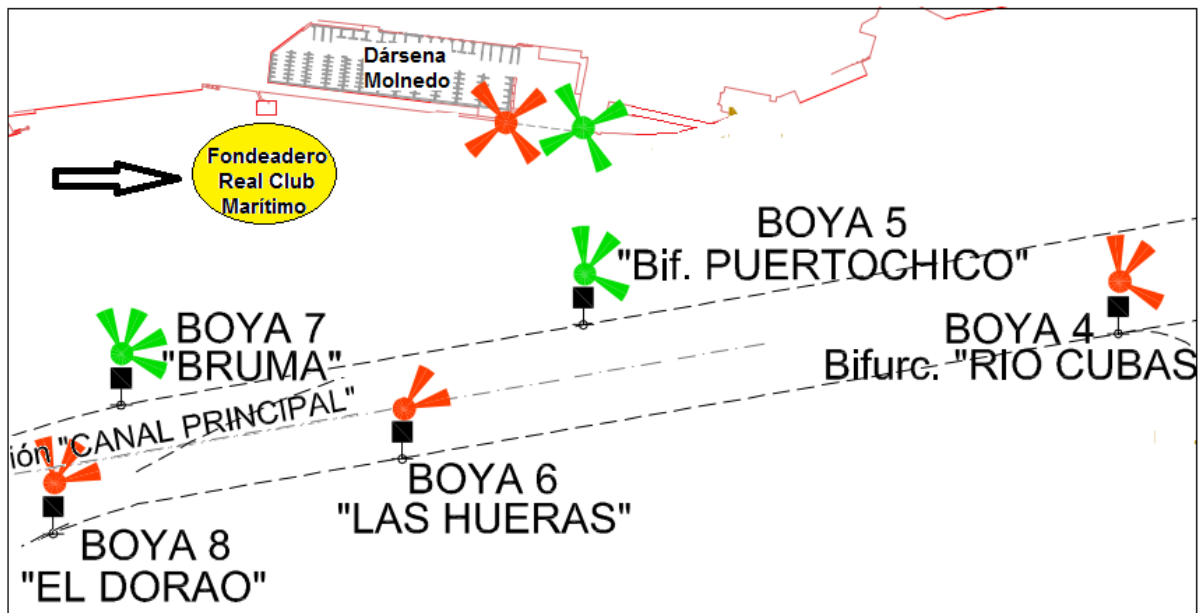 Dársena
Molnedo
Fondeadero
Real Club
Marítimo
BOYA 5
"Bif. PUERTOCHICO"
BOYA 7
"BRUMA"
BOYA 4
Bifurc. "RIO CUBAS
ión "CANAL PRINCIPAL"
BOYA 6
"LAS HUERAS"
BOYA 8
"EL DORAO"